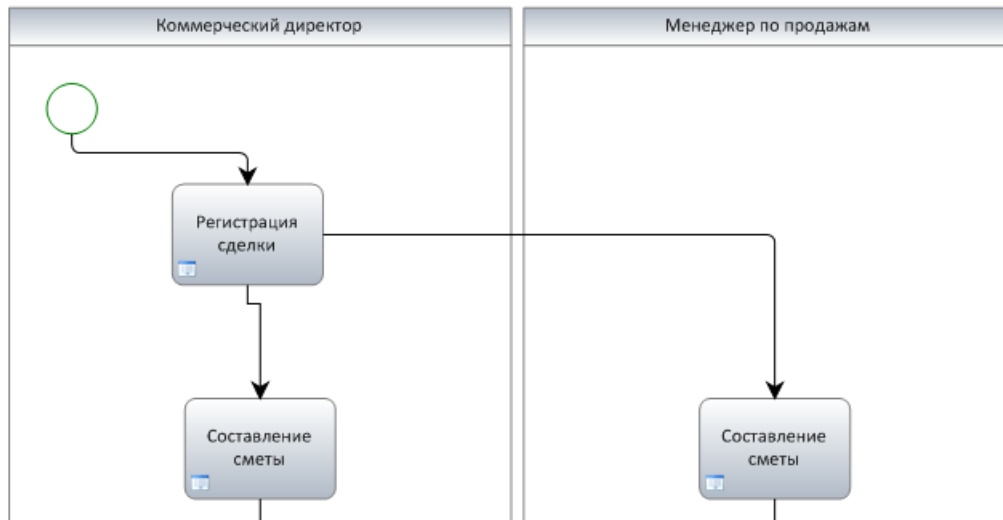 Коммерческий директор
Менеджер по продажам
Регистрация
сделки
Составление
сметы
Составление
сметы